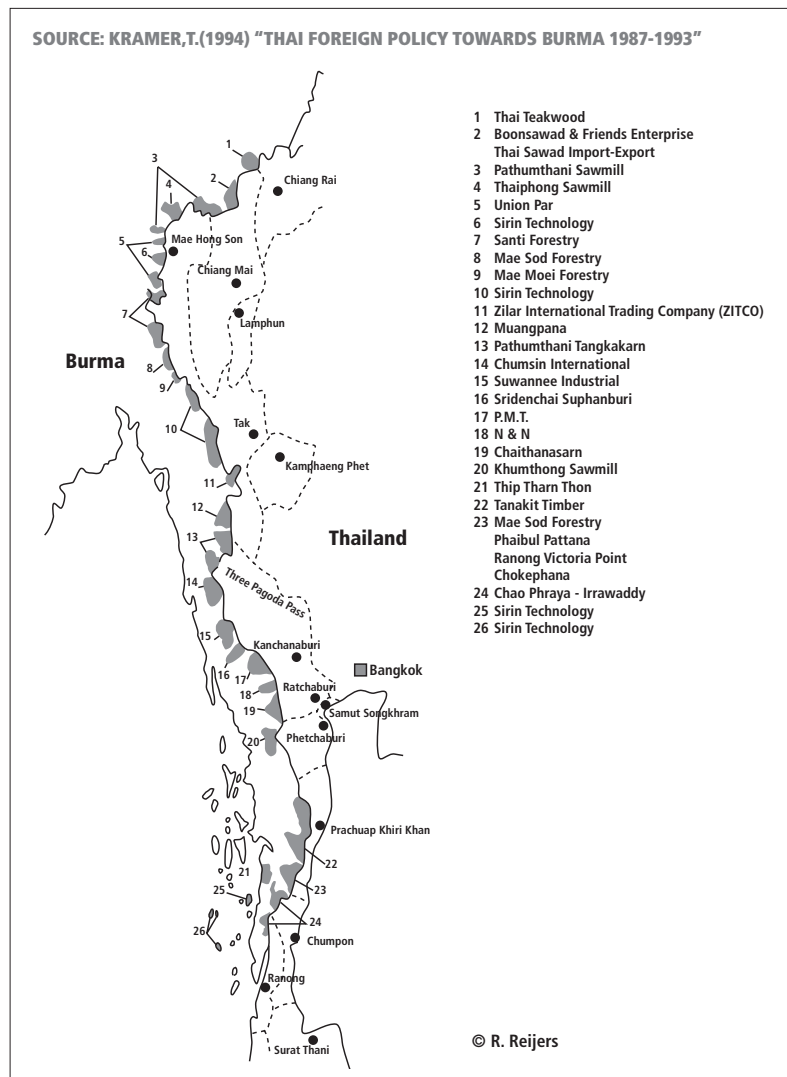 SOURCE: KRAMER,T.(1994) “THAI FOREIGN POLICY TOWARDS BURMA 1987-1993”
1 Thai Teakwood
2 Boonsawad & Friends Enterprise
Thai Sawad Import-Export
3 Pathumthani Sawmill
4 Thaiphong Sawmill
5 Union Par
6 Sirin Technology
7 Santi Forestry
8 Mae Sod Forestry
9 Mae Moei Forestry
10 Sirin Technology
11 Zilar International Trading Company (ZITCO)
12 Muangpana
13 Pathumthani Tangkakarn
14 Chumsin International
15 Suwannee Industrial
16 Sridenchai Suphanburi
17 P.M.T.
18 N & N
19 Chaithanasarn
20 Khumthong Sawmill
21 Thip Tharn Thon
22 Tanakit Timber
23 Mae Sod Forestry
Phaibul Pattana
Ranong Victoria Point
Chokephana
24 Chao Phraya - Irrawaddy
25 Sirin Technology
26 Sirin Technology
1
3
2
4
Chiang Rai
5
Mae Hong Son
6
Chiang Mai
7
Lamphun
Burma
8
9
10
Tak
Kamphaeng Phet
11
12
Thailand
13
Three Pagoda Pass
14
15
Kanchanaburi
16
17
Bangkok
18
Ratchaburi
19
Samut Songkhram
20
Phetchaburi
Prachuap Khiri Khan
21
22
25
23
26
24
Chumpon
Ranong
Surat Thani
© R. Reijers